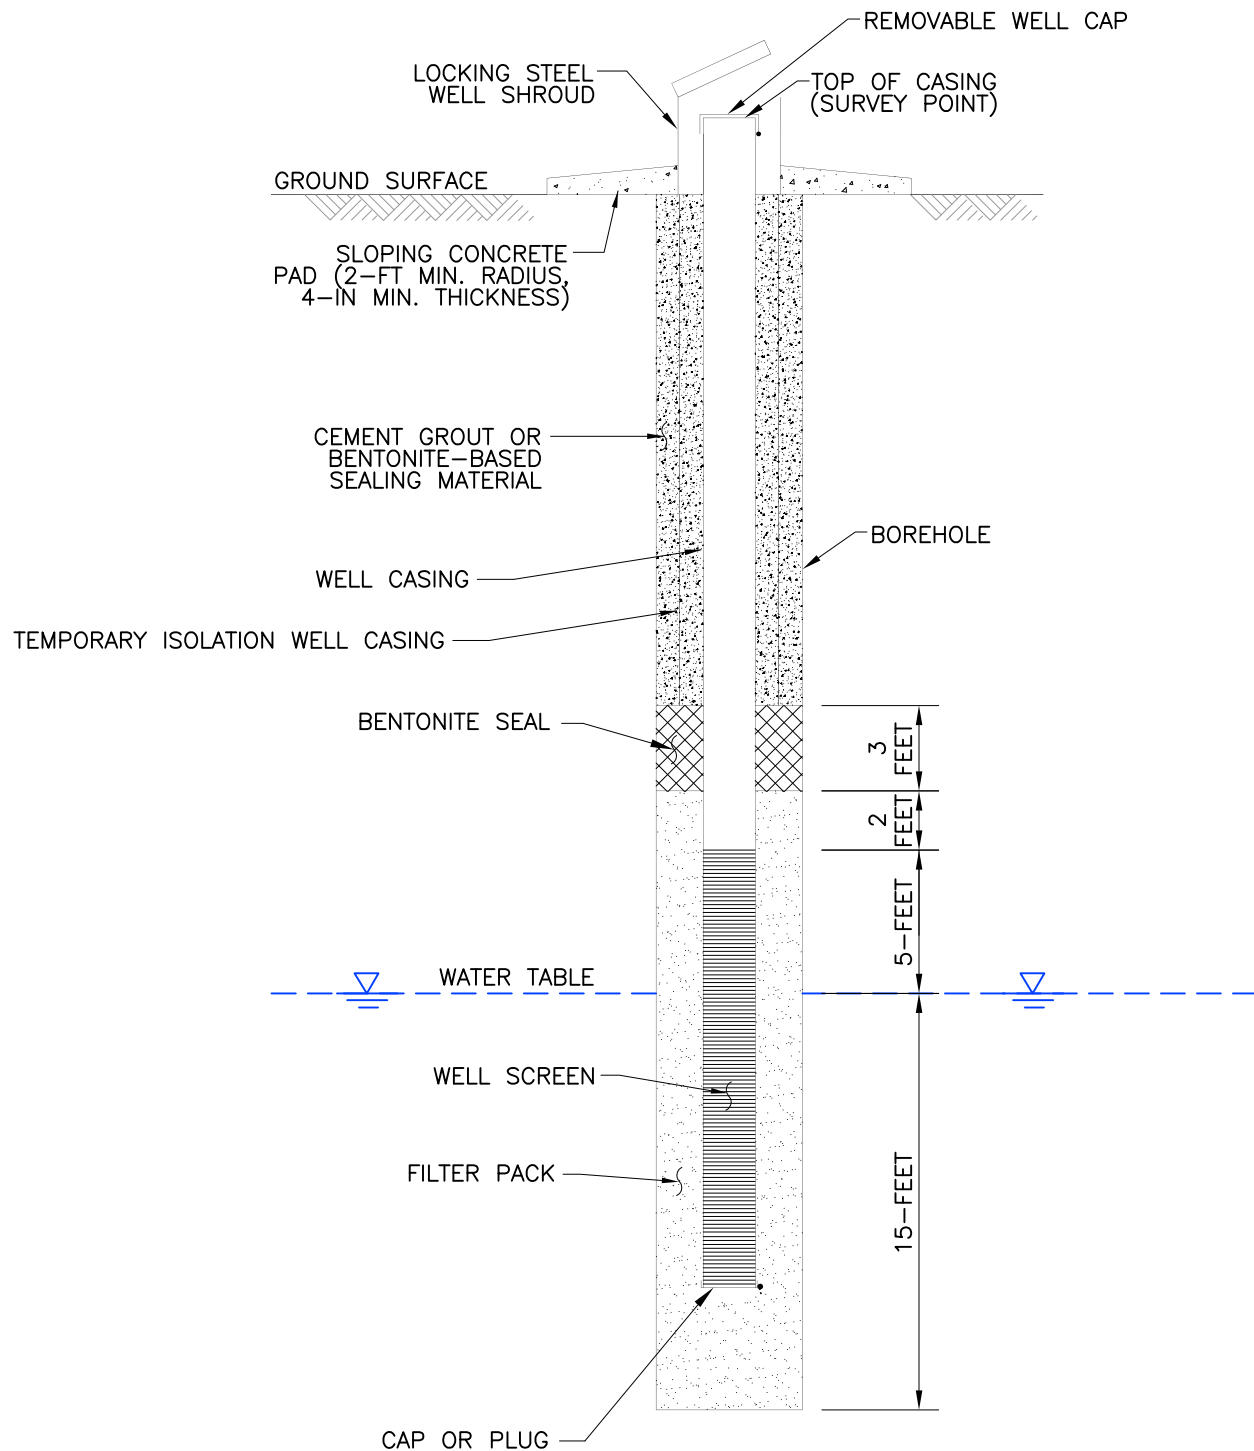 REMOVABLE WELL CAP
LOCKING STEEL
WELL SHROUD
TOP OF CASING
(SURVEY POINT)
GROUND SURFACE
SLOPING CONCRETE
PAD (2-FT MIN. RADIUS,
4-IN MIN. THICKNESS)
CEMENT GROUT OR
BENTONITE-BASED
SEALING MATERIAL
BOREHOLE
WELL CASING
TEMPORARY ISOLATION WELL CASING
BENTONITE SEAL
3
FEET
2
FEET
5-FEET
WATER TABLE
WELL SCREEN
FILTER PACK
15-FEET
CAP OR PLUG